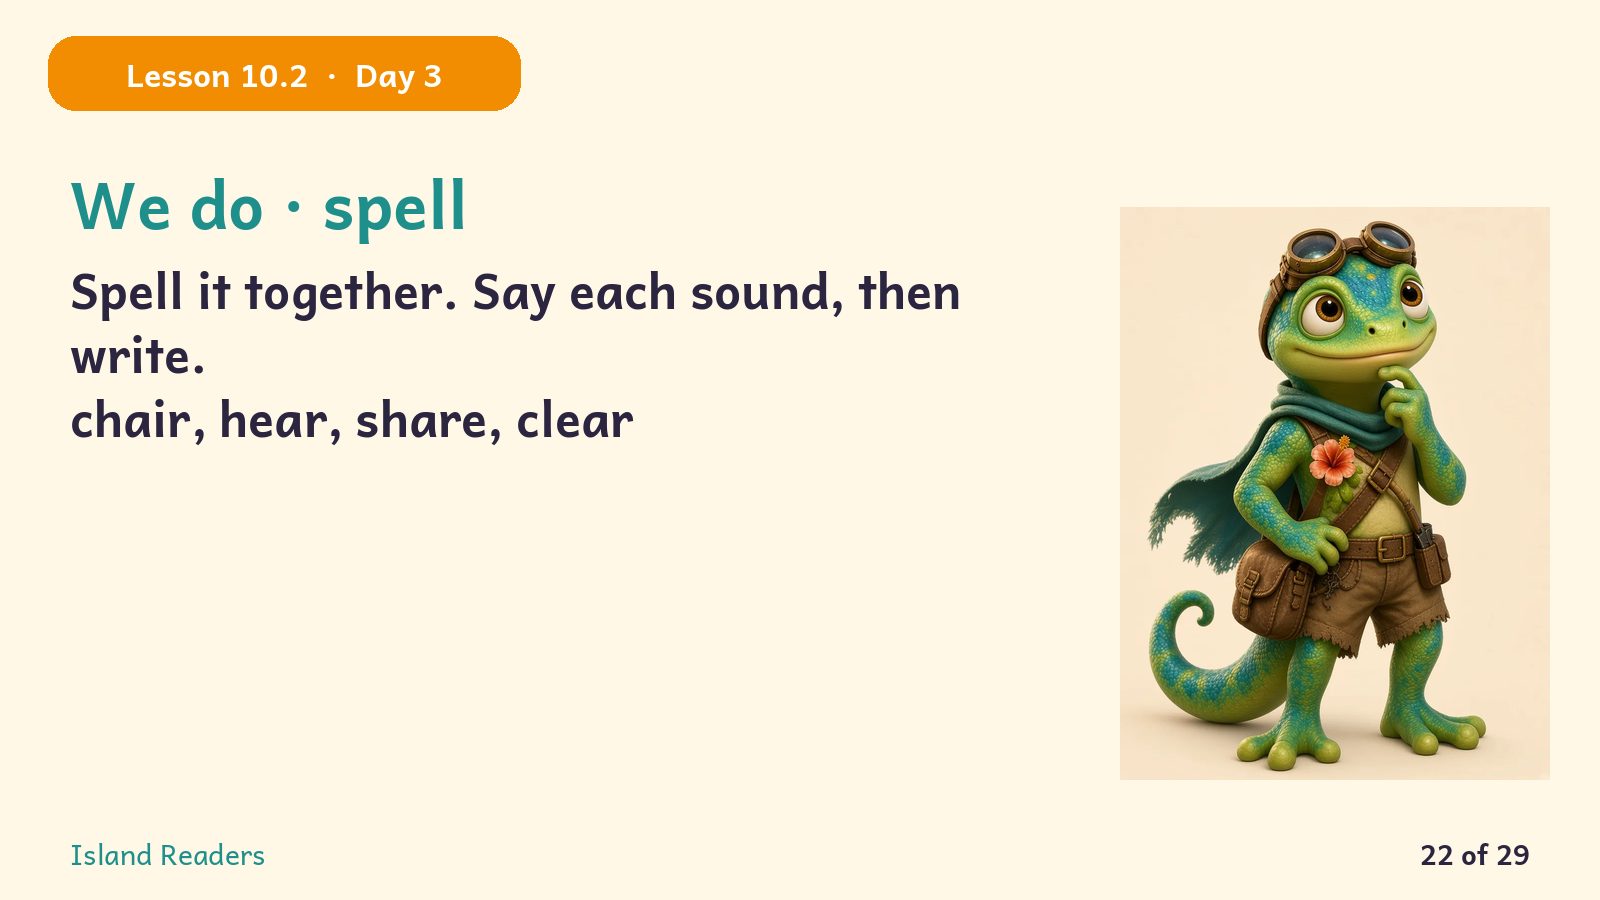 Lesson 10.2 · Day 3
We do · spell
Spell it together. Say each sound, then
write.
chair, hear, share, clear
Island Readers
22 of 29